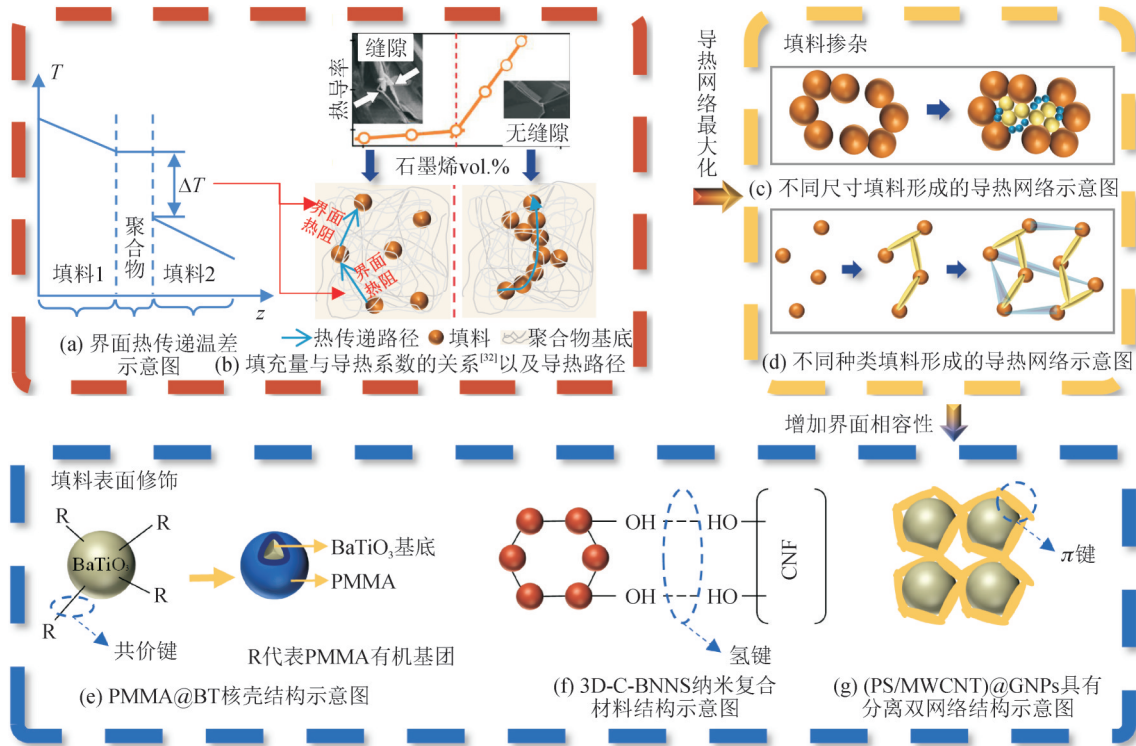 T
ΔT
填料1
聚合物
填料2
z
(a) 界面热传递温差
示意图
热导率
缝隙
无缝隙
石墨烯vol.%
界面
热阻
界面
热阻
热传递路径
填料
聚合物基底
(b) 填充量与导热系数的关系[32]以及导热路径
导热网络最大化
填料掺杂
(c) 不同尺寸填料形成的导热网络示意图
(d) 不同种类填料形成的导热网络示意图
增加界面相容性
填料表面修饰
R
R
BaTiO3
R
R
共价键
BaTiO3基底
PMMA
R代表PMMA有机基团
(e) PMMA@BT核壳结构示意图
OH
HO
OH
HO
CNF
氢键
(f) 3D-C-BNNS纳米复合
材料结构示意图
π键
(g) (PS/MWCNT)@GNPs具有
分离双网络结构示意图